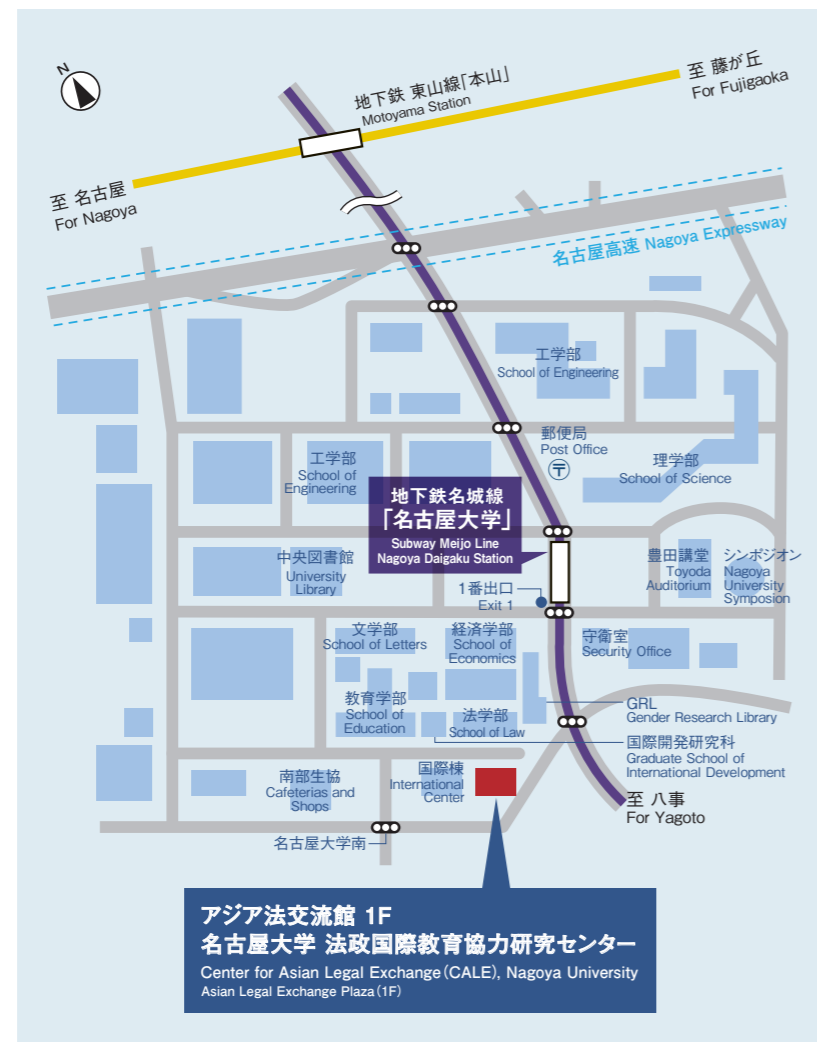 N
地下鉄 東山線「本山」
Motoyama Station
至 藤が丘
For Fujigaoka
至 名古屋
For Nagoya
名古屋高速 Nagoya Expressway
工学部
School of Engineering
郵便局
Post Office
〒
工学部
School of
Engineering
理学部
School of Science
地下鉄名城線
「名古屋大学」
Subway Meijo Line
Nagoya Daigaku Station
中央図書館
University
Library
豊田講堂
Toyoda
Auditorium
シンポジオン
Nagoya
University
Symposion
1番出口
Exit 1
文学部
School of Letters
経済学部
School of
Economics
守衛室
Security Office
教育学部
School of
Education
法学部
School of Law
GRL
Gender Research Library
国際開発研究科
Graduate School of
International Development
南部生協
Cafeterias and
Shops
国際棟
International
Center
至 八事
For Yagoto
名古屋大学南
アジア法交流館 1F
名古屋大学 法政国際教育協力研究センター
Center for Asian Legal Exchange(CALE), Nagoya University
Asian Legal Exchange Plaza(1F)